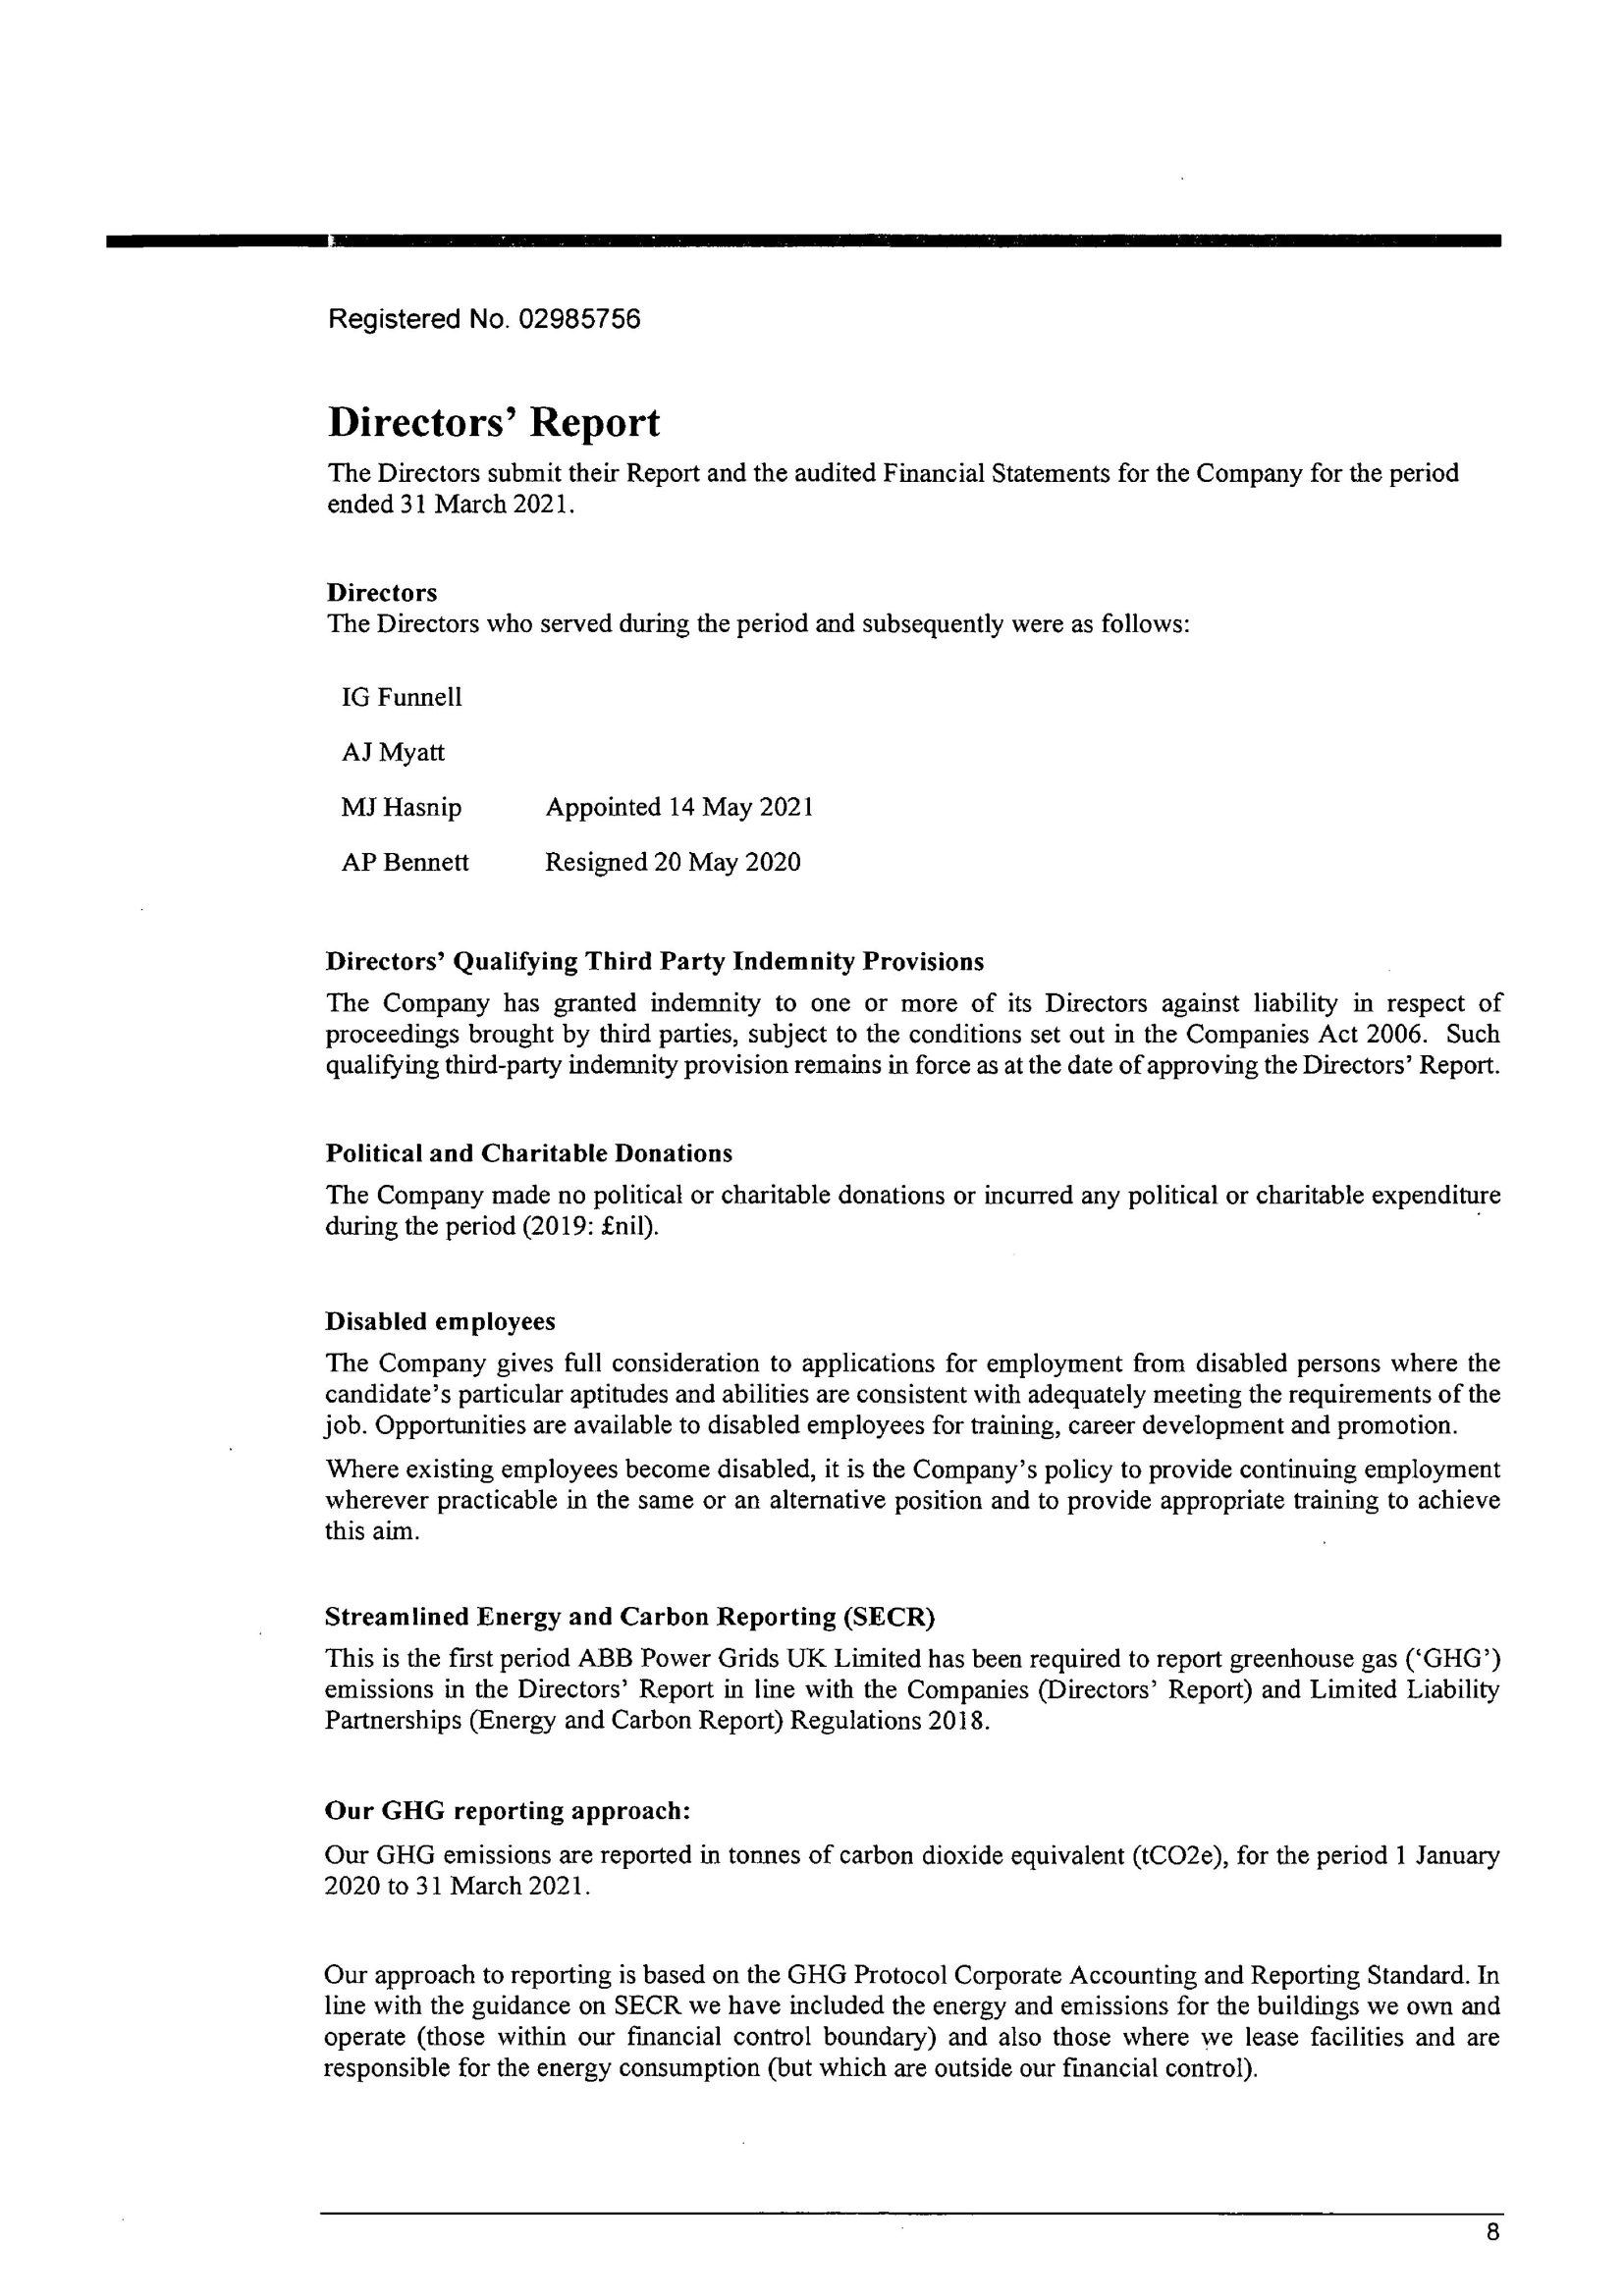 Registered No. 02985756
Directors' Report
The Directors submit their Report and the audited Financial Statements for the Company for the period
ended 31 March 2021.
Directors
The Directors who served during the period and subsequently were as follows:
IG Funnell
AJ Myatt
MJ Hasnip Appointed 14 May 2021
AP Bennett Resigned 20 May 2020
Directors' Qualifying Third Party Indemnity Provisions
The Company has granted indemnity to one or more of its Directors against liability in respect of
proceedings brought by third parties, subject to the conditions set out in the Companies Act 2006. Such
qualifying third-party indemnity provision remains in force as at the date of approving the Directors' Report.
Political and Charitable Donations
The Company made no political or charitable donations or incurred any political or charitable expenditure
during the period (2019: £nil).
Disabled employees
The Company gives full consideration to applications for employment from disabled persons where the
candidate's particular aptitudes and abilities are consistent with adequately meeting the requirements of the
job. Opportunities are available to disabled employees for training, career development and promotion.
Where existing employees become disabled, it is the Company's policy to provide continuing employment
wherever practicable in the same or an alternative position and to provide appropriate training to achieve
this aim.
Streamlined Energy and Carbon Reporting (SECR)
This is the first period ABB Power Grids UK Limited has been required to report greenhouse gas ('GHG')
emissions in the Directors' Report in line with the Companies (Directors' Report) and Limited Liability
Partnerships (Energy and Carbon Report) Regulations 2018.
Our GHG reporting approach:
Our GHG emissions are reported in tonnes of carbon dioxide equivalent (tCO2e), for the period 1 January
2020 to 31 March 2021.
Our approach to reporting is based on the GHG Protocol Corporate Accounting and Reporting Standard. In
line with the guidance on SECR we have included the energy and emissions for the buildings we own and
operate (those within our financial control boundary) and also those where we lease facilities and are
responsible for the energy consumption (but which are outside our financial control).
8